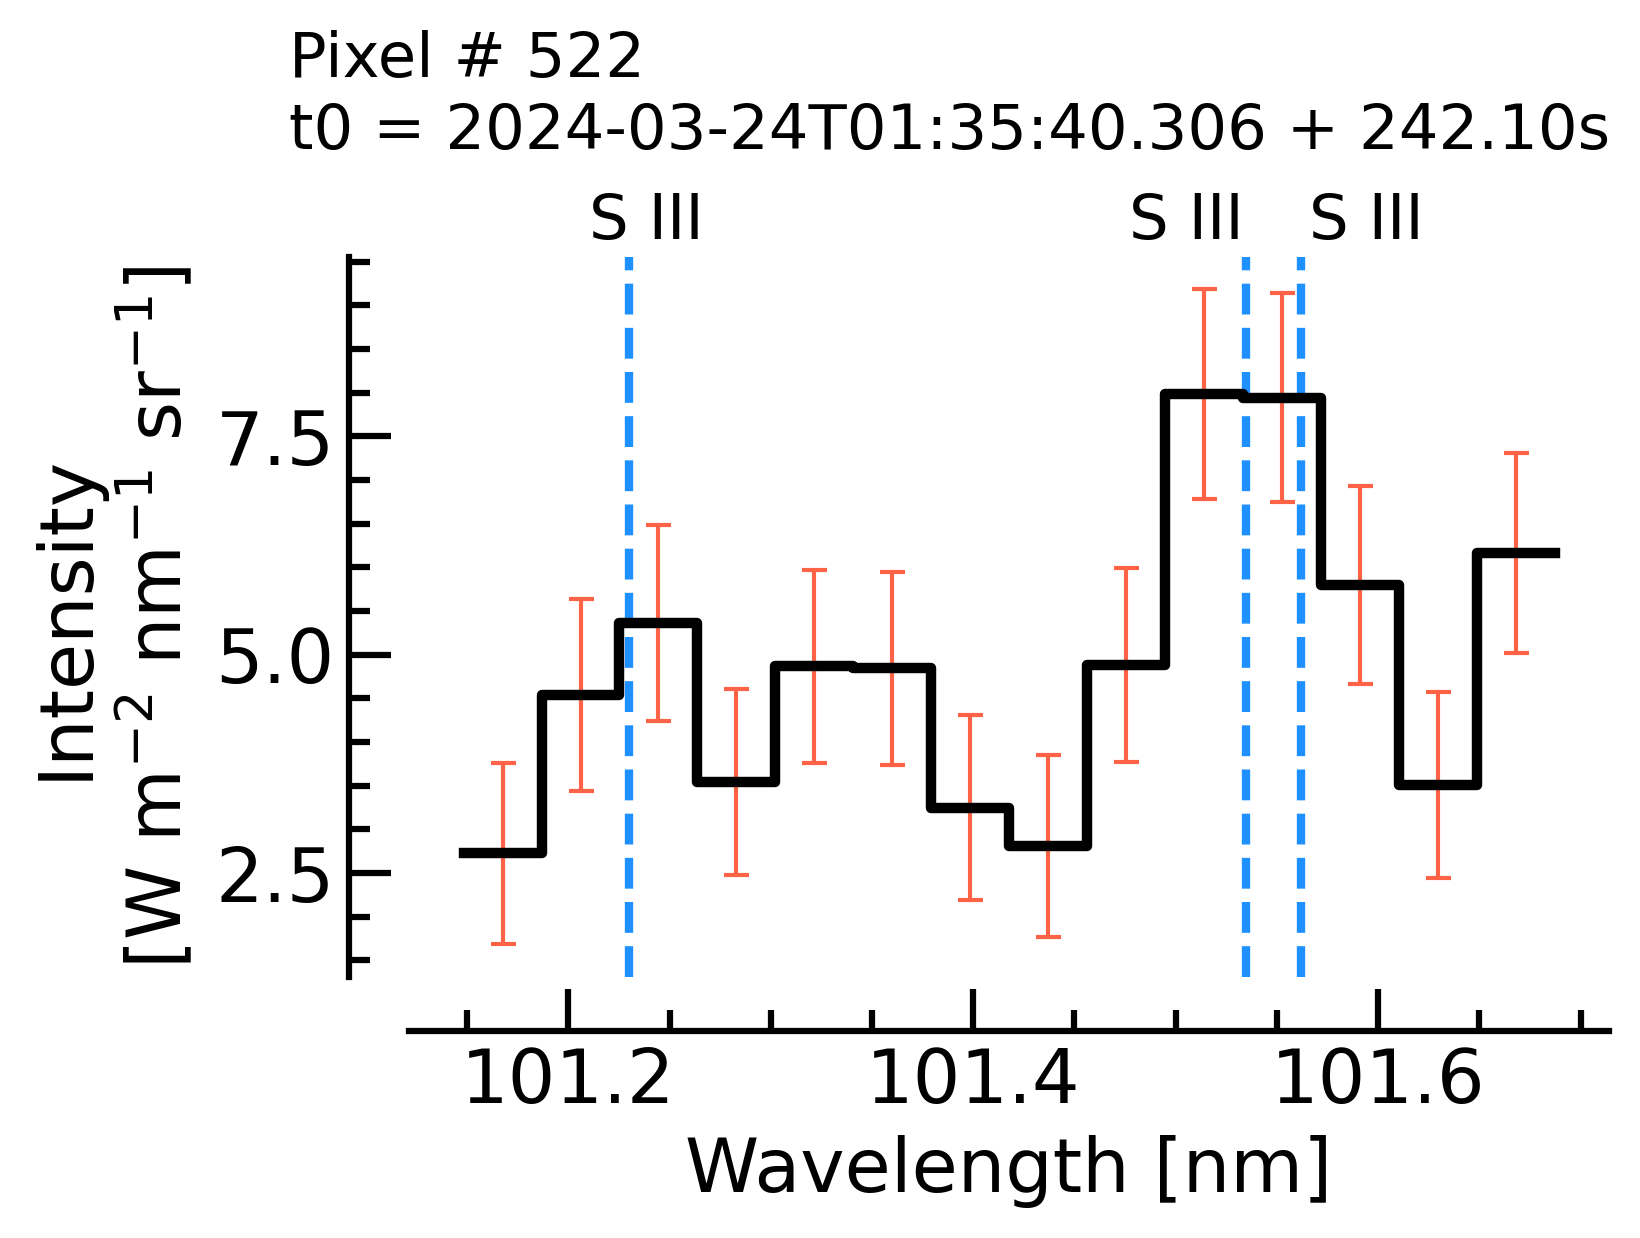 Pixel # 522
t0 = 2024-03-24T01:35:40.306 + 242.10s
S III S III S III
Intensity
[W m⁻² nm⁻¹ sr⁻¹]
7.5
5.0
2.5
101.2 101.4 101.6
Wavelength [nm]